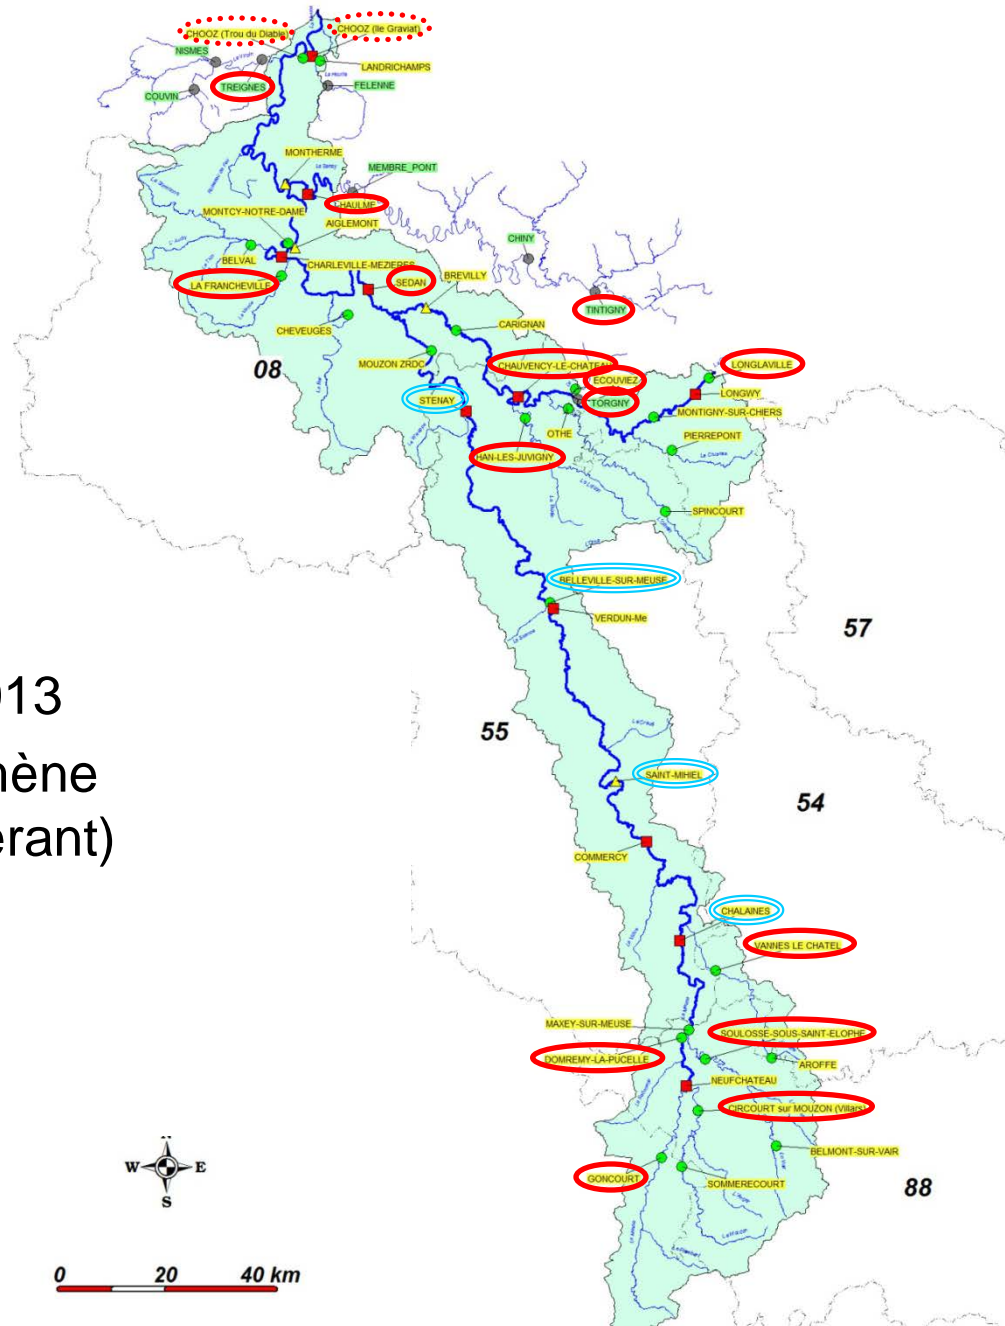 CHOOZ (Trou du Diable)
CHOOZ (Ile Graviat)
NISMES
LANDRICHAMPS
TREIGNES
FELENNE
COUVIN
MONTHERME
MEMBRE_PONT
HAULME
MONTCY-NOTRE-DAME
AIGLEMONT
CHINY
BELVAL
CHARLEVILLE-MEZIERES
LA FRANCHEVILLE
SEDAN
BREVILLY
TINTIGNY
CHEVEUGES
CARIGNAN
MOUZON ZRDC
08
CHAUVENCY-LE-CHATEAU
LONGLAVILLE
ECOUVIEZ
STENAY
TORGNY
LONGWY
MONTIGNY-SUR-CHIERS
OTHE
PIERREPONT
HAN-LES-JUVIGNY
SPINCOURT
BELLEVILLE-SUR-MEUSE
VERDUN-Me
57
013
55
nène
SAINT-MIHIEL
54
érant)
COMMERCY
CHALAINES
VANNES LE CHATEL
MAXEY-SUR-MEUSE
SOULOSSE-SOUS-SAINT-ELOPHE
DOMREMY-LA-PUCELLE
AROFFE
NEUFCHATEAU
CIRCOURT sur MOUZON (Villars)
BELMONT-SUR-VAIR
GONCOURT
SOMMERECOURT
88
W E
S
0 20 40 km